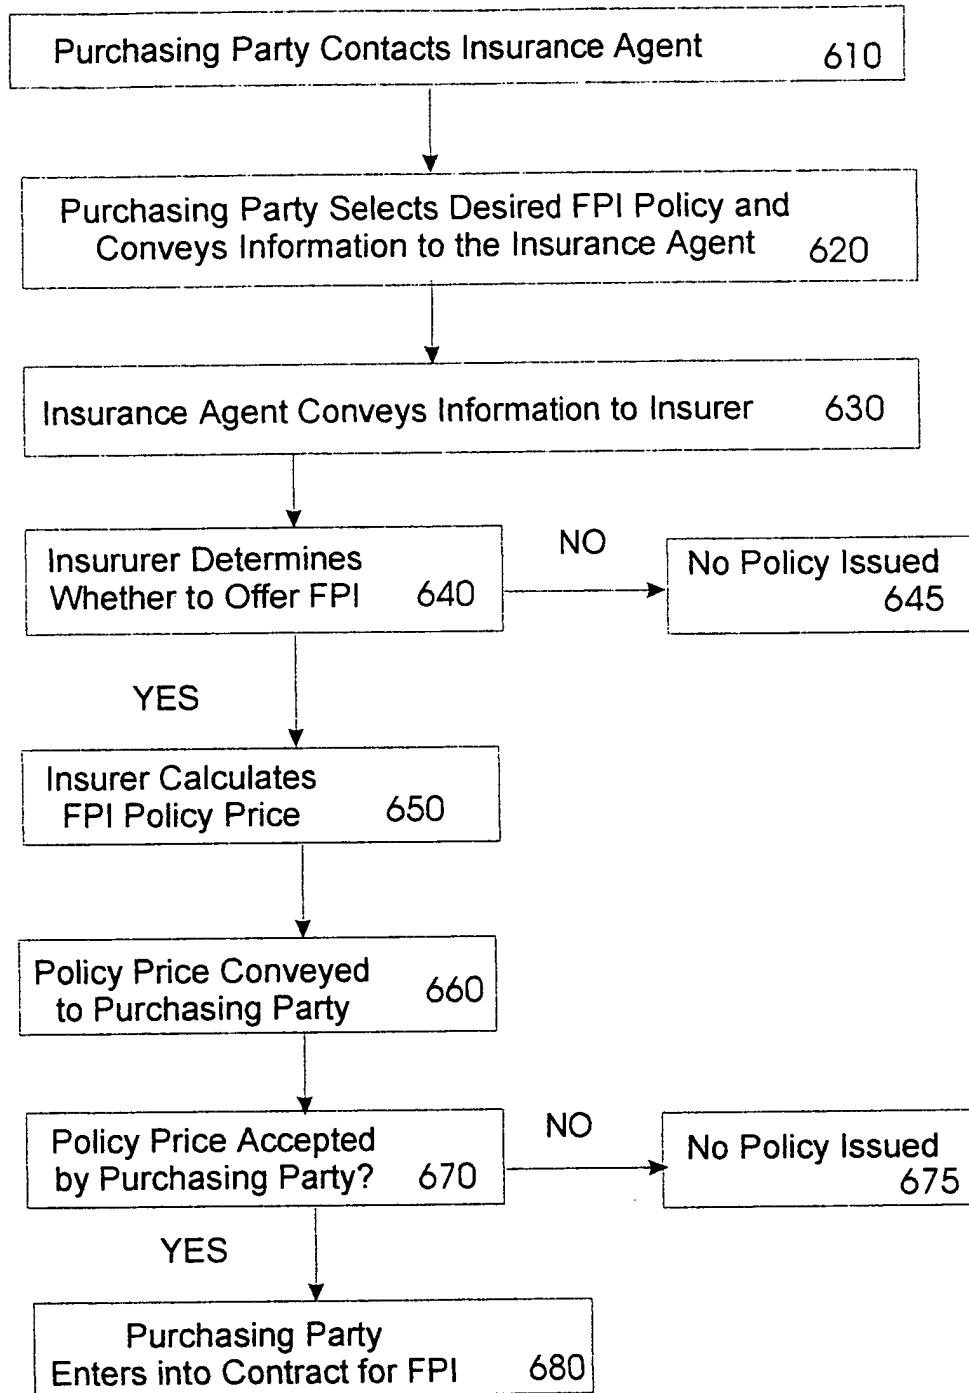 Purchasing Party Contacts Insurance Agent 610
Purchasing Party Selects Desired FPI Policy and
Conveys Information to the Insurance Agent 620
Insurance Agent Conveys Information to Insurer 630
Insururer Determines
Whether to Offer FPI 640
NO
No Policy Issued
645
YES
Insurer Calculates
FPI Policy Price 650
Policy Price Conveyed
to Purchasing Party 660
Policy Price Accepted
by Purchasing Party? 670
NO
No Policy Issued
675
YES
Purchasing Party
Enters into Contract for FPI 680